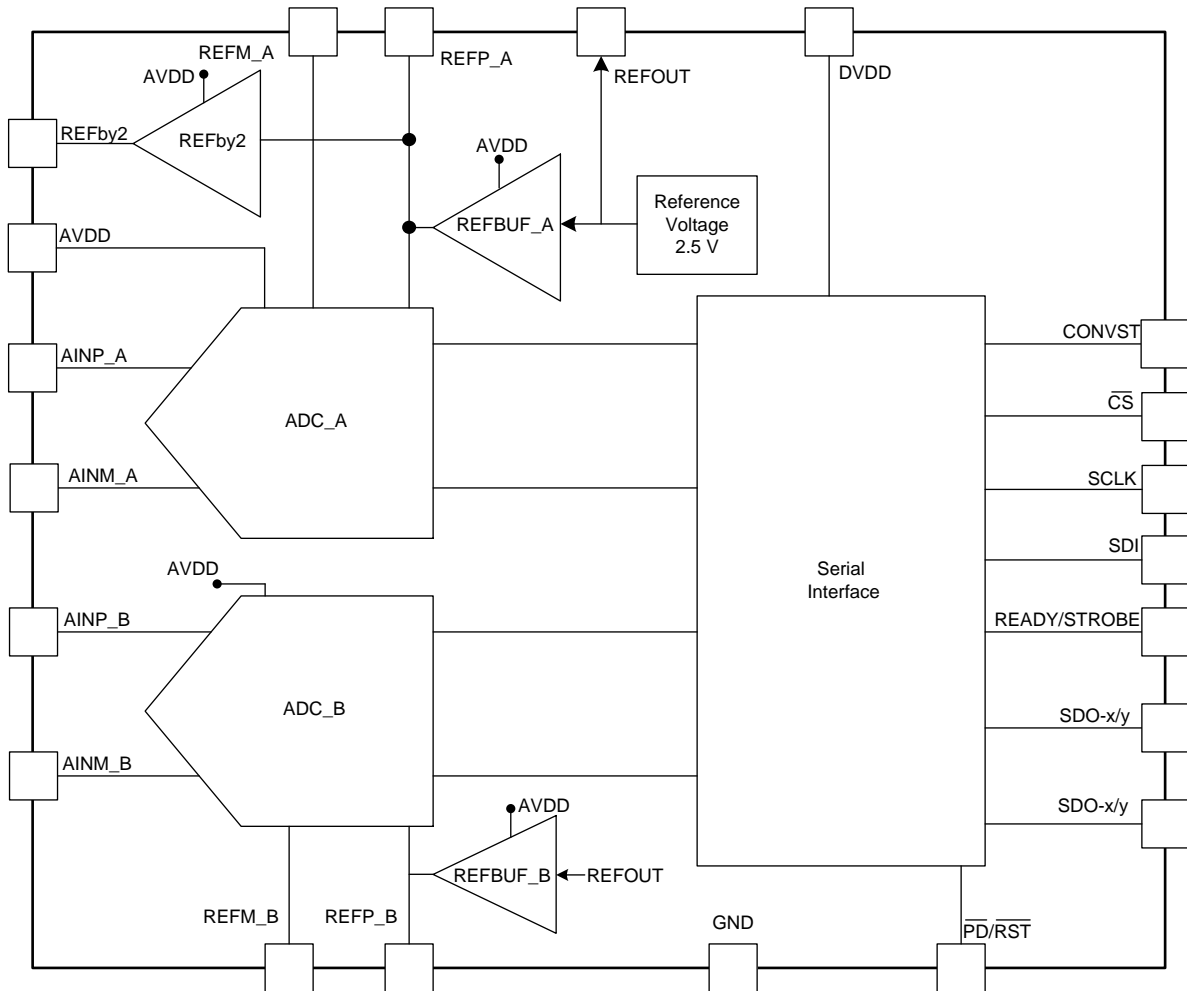 REFM_A
REFP_A
REFOUT
DVDD
AVDD
REFby2
REFby2
AVDD
REFBUF_A
Reference
Voltage
2.5 V
AVDD
CONVST
AINP_A
CS
ADC_A
AINM_A
SCLK
SDI
AVDD
Serial
Interface
AINP_B
READY/STROBE
ADC_B
SDO-x/y
AINM_B
AVDD
SDO-x/y
REFBUF_B
REFOUT
REFM_B
REFP_B
GND
PD/RST